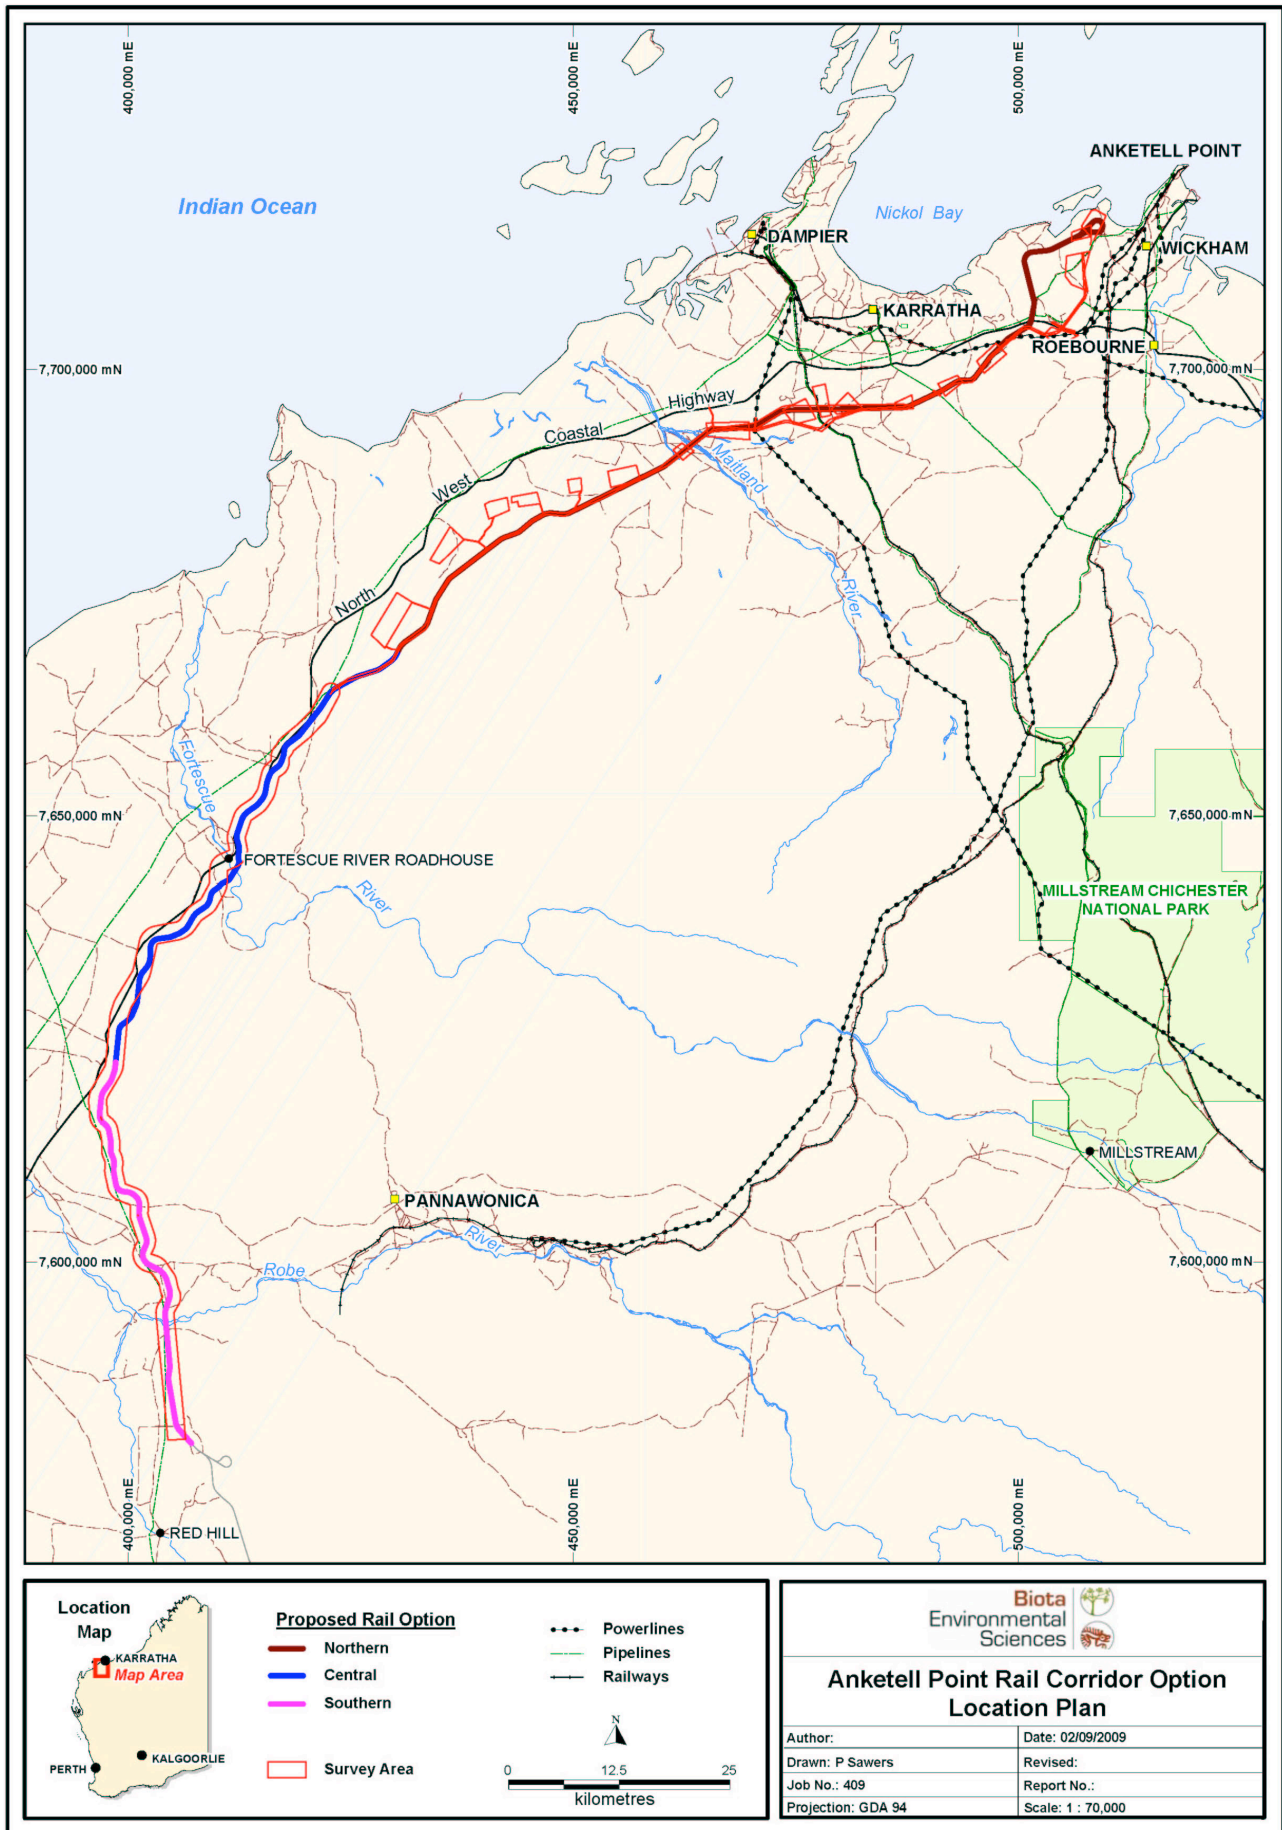 400,000 mE
450,000 mE
500,000 mE
ANKETELL POINT
Indian Ocean
Nickol Bay
DAMPIER
WICKHAM
KARRATHA
ROEBOURNE
7,700,000 mN
7,700,000 mN
Highway
Coastal
West
North
Maitland
River
Fortescue
7,650,000 mN
7,650,000 mN
FORTESCUE RIVER ROADHOUSE
River
MILLSTREAM CHICHESTER
NATIONAL PARK
MILLSTREAM
PANNAWONICA
River
Robe
7,600,000 mN
7,600,000 mN
400,000 mE
450,000 mE
500,000 mE
RED HILL
Location
Map
KARRATHA
Map Area
KALGOORLIE
PERTH
Proposed Rail Option
Northern
Central
Southern
Survey Area
Powerlines
Pipelines
Railways
N
0 12.5 25
kilometres
Biota
Environmental
Sciences
Anketell Point Rail Corridor Option
Location Plan
Author:
Date: 02/09/2009
Drawn: P Sawers
Revised:
Job No.: 409
Report No.:
Projection: GDA 94
Scale: 1 : 70,000